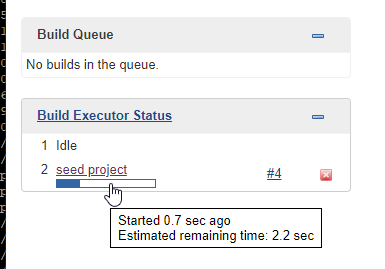 Build Queue
No builds in the queue.
Build Executor Status
1 Idle
2 seed project #4
Started 0.7 sec ago
Estimated remaining time: 2.2 sec